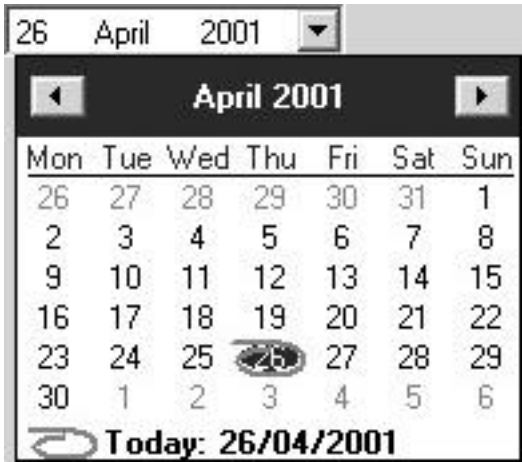 26 April 2001
April 2001
Mon Tue Wed Thu Fri Sat Sun
26 27 28 29 30 31 1
2 3 4 5 6 7 8
9 10 11 12 13 14 15
16 17 18 19 20 21 22
23 24 25 26 27 28 29
30 1 2 3 4 5 6
Today: 26/04/2001